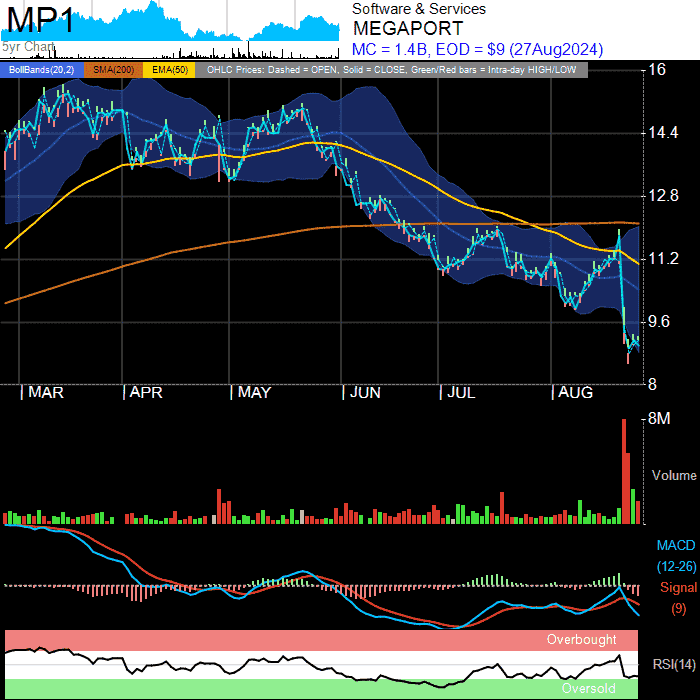 MP1
5yr Chart
Software & Services
MEGAPORT
MC = 1.4B, EOD = $9 (27Aug2024)
BollBands(20,2) SMA(200) EMA(50) OHLC Prices: Dashed = OPEN, Solid = CLOSE, Green/Red bars = Intra-day HIGH/LOW
16
14.4
12.8
11.2
9.6
8
MAR APR MAY JUN JUL AUG
8M
Volume
MACD
(12-26)
Signal
(9)
Overbought
RSI(14)
Oversold